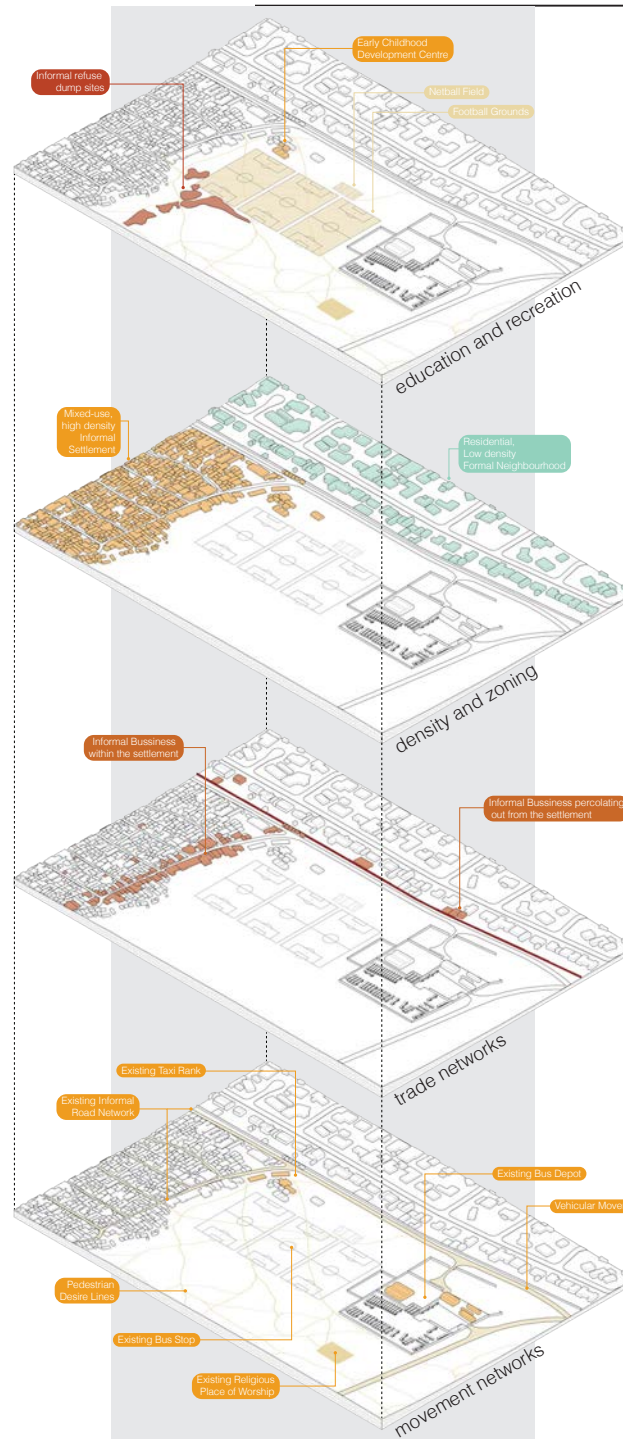 Early Childhood
Development Centre
Informal refuse
dump sites
Netball Field
Football Grounds
education and recreation
Mixed-use,
high density
Informal
Settlement
Residential,
Low density
Formal Neighbourhood
density and zoning
Informal Bussiness
within the settlement
Informal Bussiness percolating
out from the settlement
trade networks
Existing Taxi Rank
Existing Informal
Road Network
Existing Bus Depot
Vehicular Move
Pedestrian
Desire Lines
Existing Bus Stop
Existing Religious
Place of Worship
movement networks